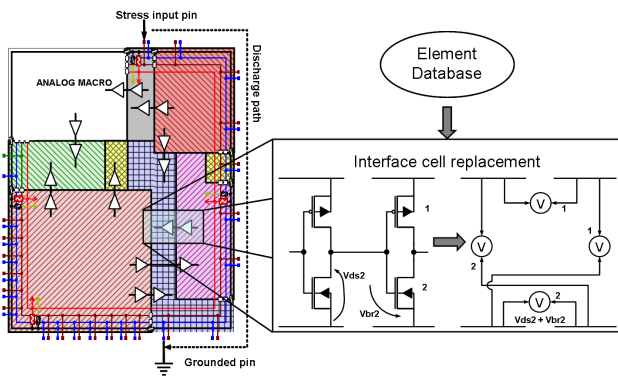 Stress input pin
ANALOG MACRO
Discharge path
Element
Database
Interface cell replacement
1
2
Vds2
Vbr2
V
1
V
2
V
1
V
2
Vds2 + Vbr2
Grounded pin